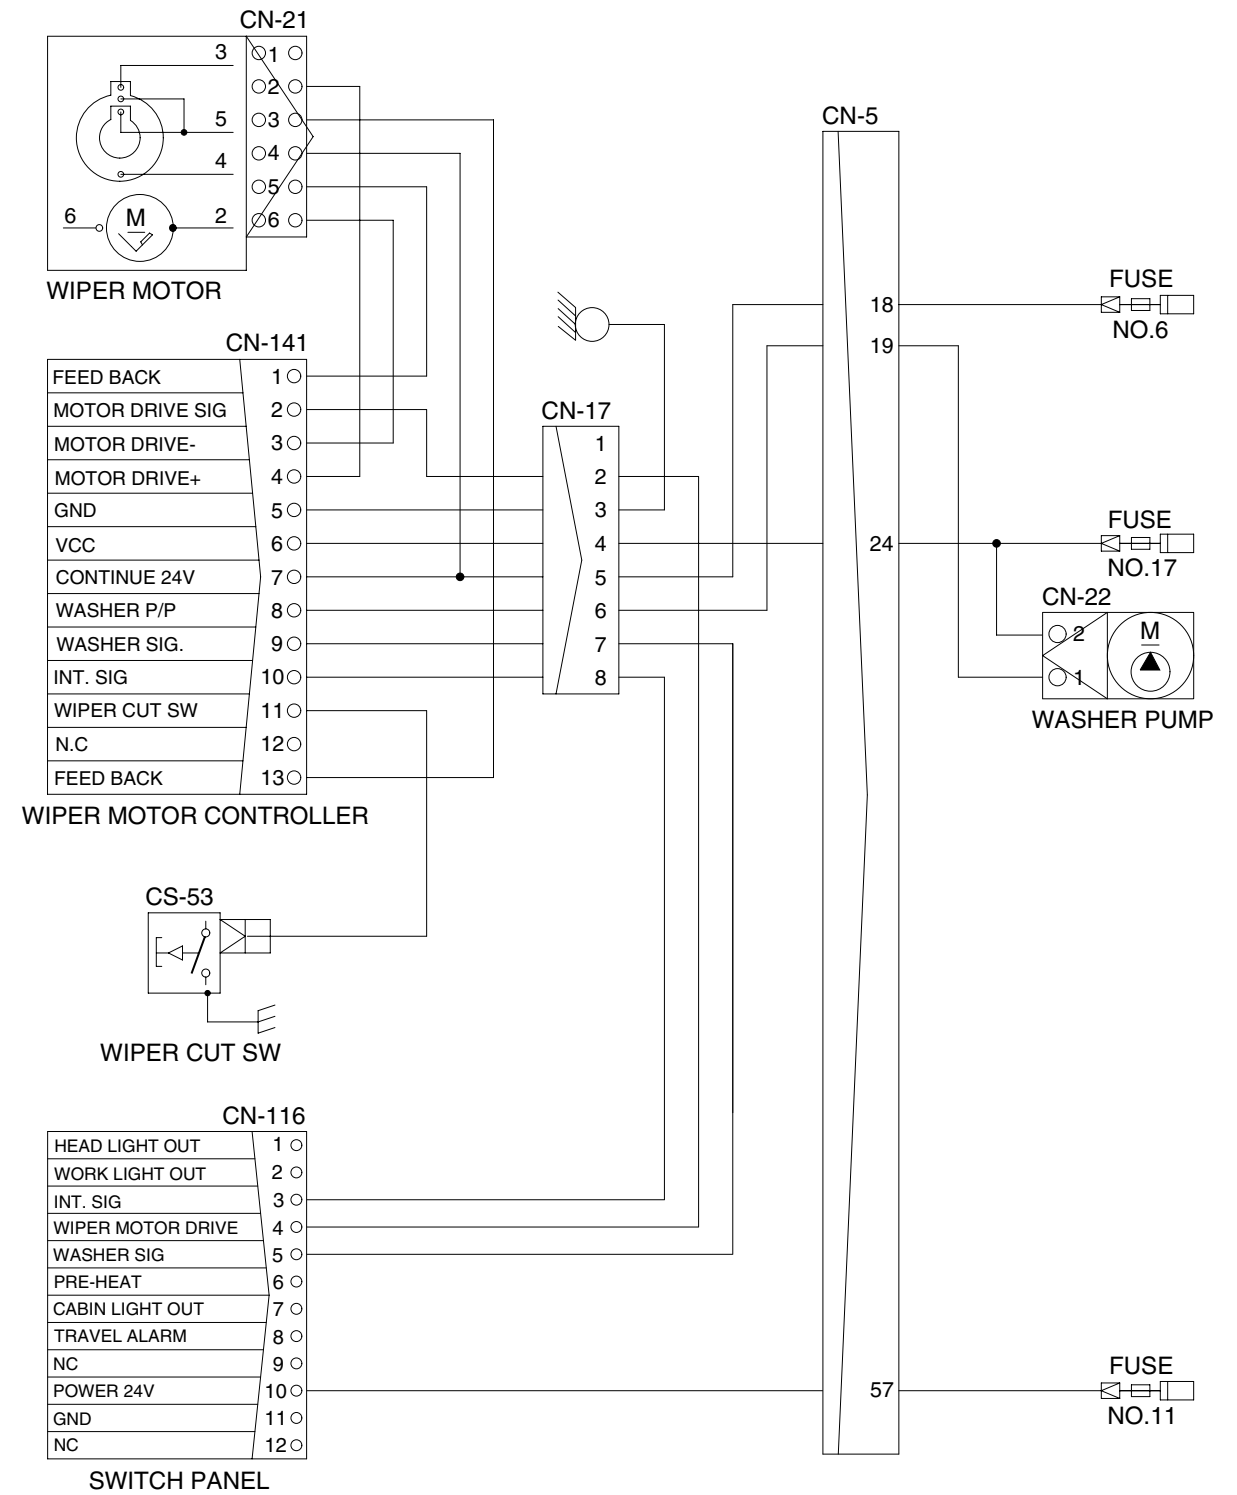 CN-21
3
1
2
5
3
4
4
5
6
M
2
6
WIPER MOTOR
CN-141
FEED BACK 1
MOTOR DRIVE SIG 2
MOTOR DRIVE- 3
MOTOR DRIVE+ 4
GND 5
VCC 6
CONTINUE 24V 7
WASHER P/P 8
WASHER SIG. 9
INT. SIG 10
WIPER CUT SW 11
N.C 12
FEED BACK 13
WIPER MOTOR CONTROLLER
CN-17
1
2
3
4
5
6
7
8
CN-5
18
19
24
57
FUSE
NO.6
FUSE
NO.17
CN-22
2
M
1
WASHER PUMP
CS-53
WIPER CUT SW
CN-116
HEAD LIGHT OUT 1
WORK LIGHT OUT 2
INT. SIG 3
WIPER MOTOR DRIVE 4
WASHER SIG 5
PRE-HEAT 6
CABIN LIGHT OUT 7
TRAVEL ALARM 8
NC 9
POWER 24V 10
GND 11
NC 12
SWITCH PANEL
FUSE
NO.11